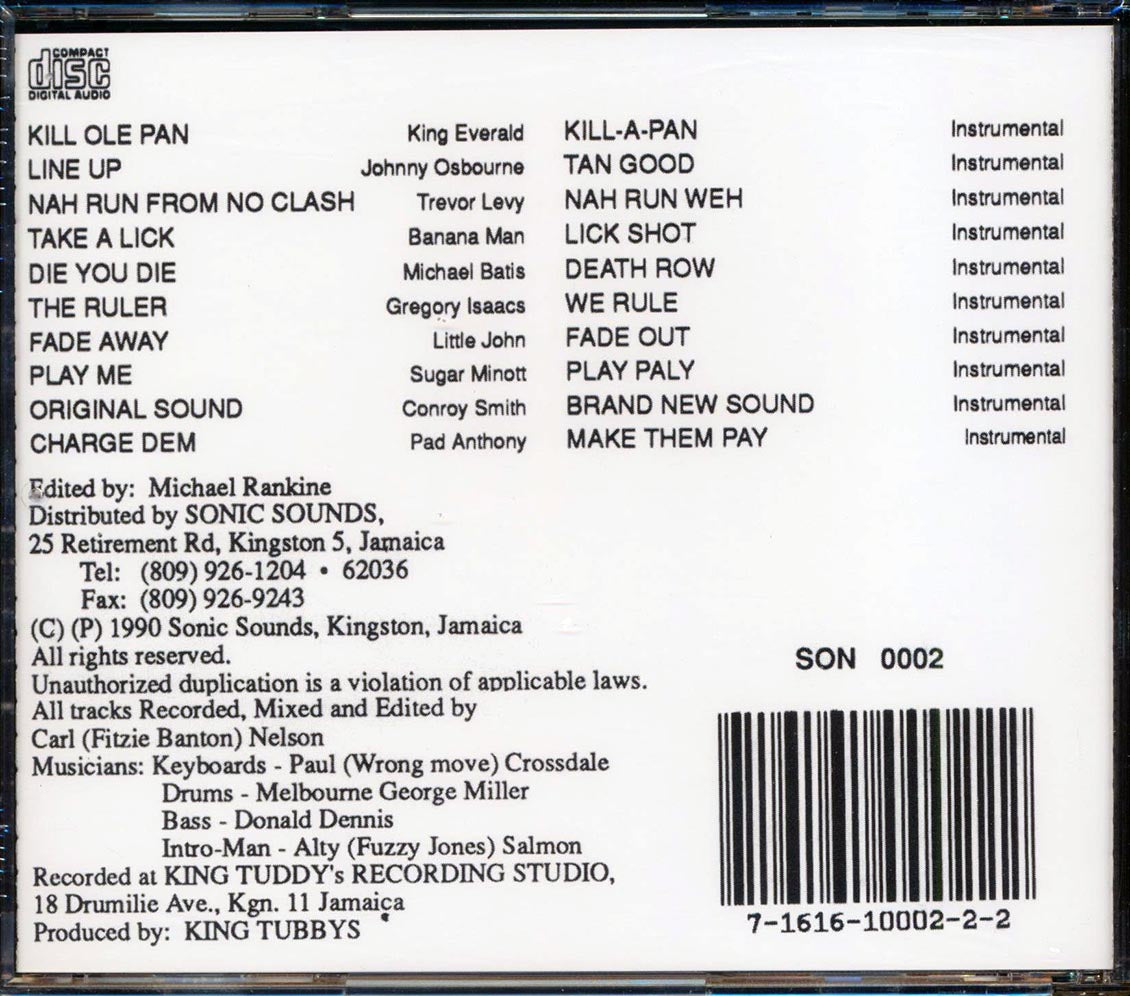 COMPACT
disc
DIGITAL AUDIO
KILL OLE PAN King Everald
LINE UP Johnny Osbourne
NAH RUN FROM NO CLASH Trevor Levy
TAKE A LICK Banana Man
DIE YOU DIE Michael Batis
THE RULER Gregory Isaacs
FADE AWAY Little John
PLAY ME Sugar Minott
ORIGINAL SOUND Conroy Smith
CHARGE DEM Pad Anthony
KILL-A-PAN Instrumental
TAN GOOD Instrumental
NAH RUN WEH Instrumental
LICK SHOT Instrumental
DEATH ROW Instrumental
WE RULE Instrumental
FADE OUT Instrumental
PLAY PALY Instrumental
BRAND NEW SOUND Instrumental
MAKE THEM PAY Instrumental
Edited by: Michael Rankine
Distributed by SONIC SOUNDS,
25 Retirement Rd, Kingston 5, Jamaica
Tel: (809) 926-1204 • 62036
Fax: (809) 926-9243
(C) (P) 1990 Sonic Sounds, Kingston, Jamaica
All rights reserved.
Unauthorized duplication is a violation of applicable laws.
All tracks Recorded, Mixed and Edited by
Carl (Fitzie Banton) Nelson
Musicians: Keyboards - Paul (Wrong move) Crossdale
Drums - Melbourne George Miller
Bass - Donald Dennis
Intro-Man - Alty (Fuzzy Jones) Salmon
Recorded at KING TUDDY's RECORDING STUDIO,
18 Drumilie Ave., Kgn. 11 Jamaica
Produced by: KING TUBBYS
SON 0002
7-1616-10002-2-2